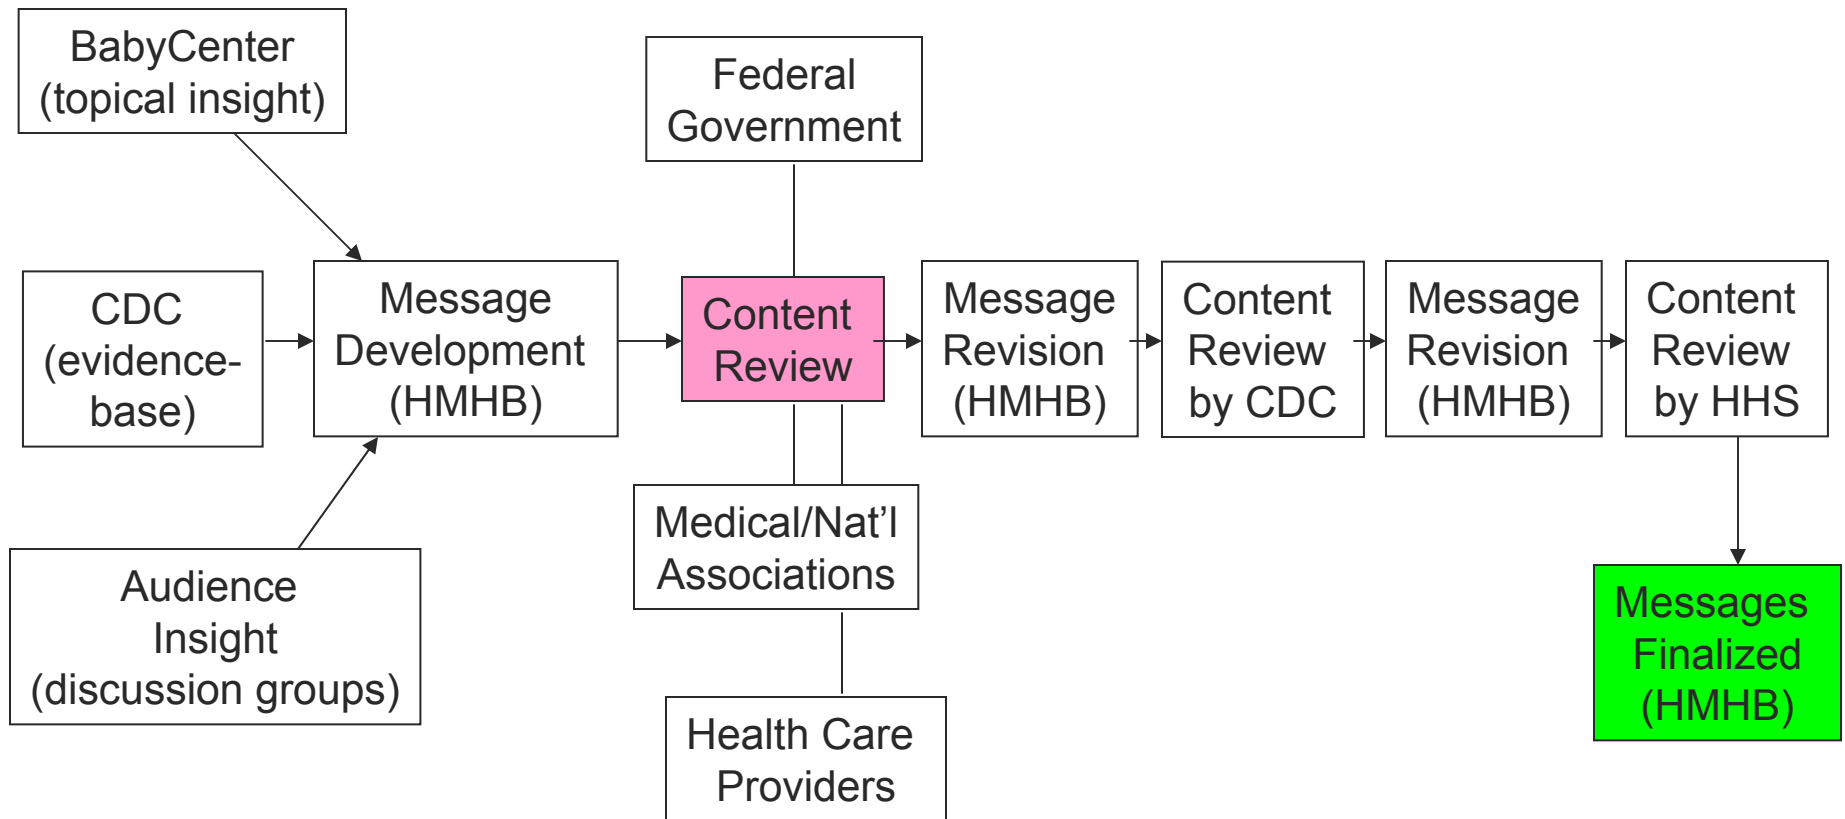 BabyCenter
(topical insight)
Federal
Government
CDC
(evidence-
base)
Message
Development
(HMHB)
Content
Review
Message
Revision
(HMHB)
Content
Review
by CDC
Message
Revision
(HMHB)
Content
Review
by HHS
Audience
Insight
(discussion groups)
Medical/Nat’l
Associations
Health Care
Providers
Messages
Finalized
(HMHB)